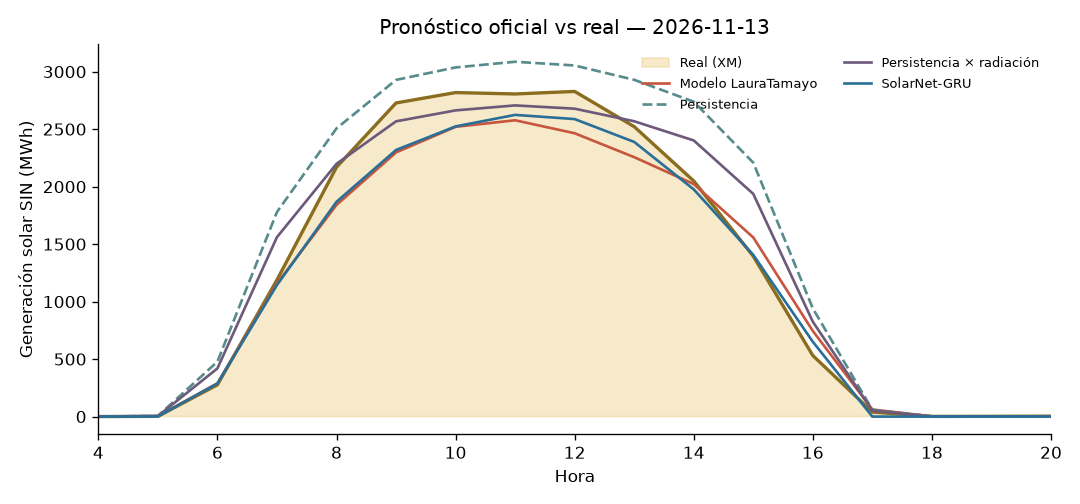 Pronóstico oficial vs real — 2026-11-13
Real (XM)
Modelo LauraTamayo
Persistencia
Persistencia × radiación
SolarNet-GRU
Generación solar SIN (MWh)
3000
2500
2000
1500
1000
500
0
4 6 8 10 12 14 16 18 20
Hora